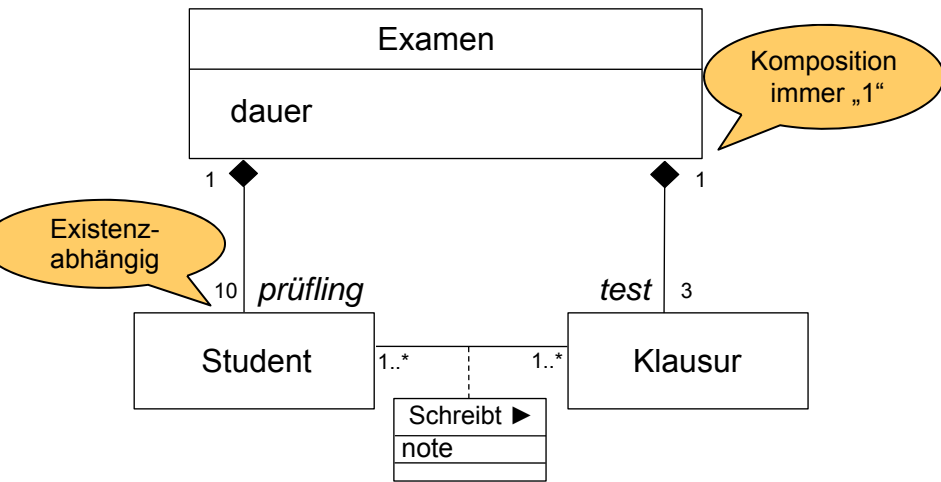 Examen
Komposition
immer „1“
dauer
1
1
Existenz-
abhängig
10
prüfling
test
3
Student
1..*
1..*
Klausur
Schreibt ►
note